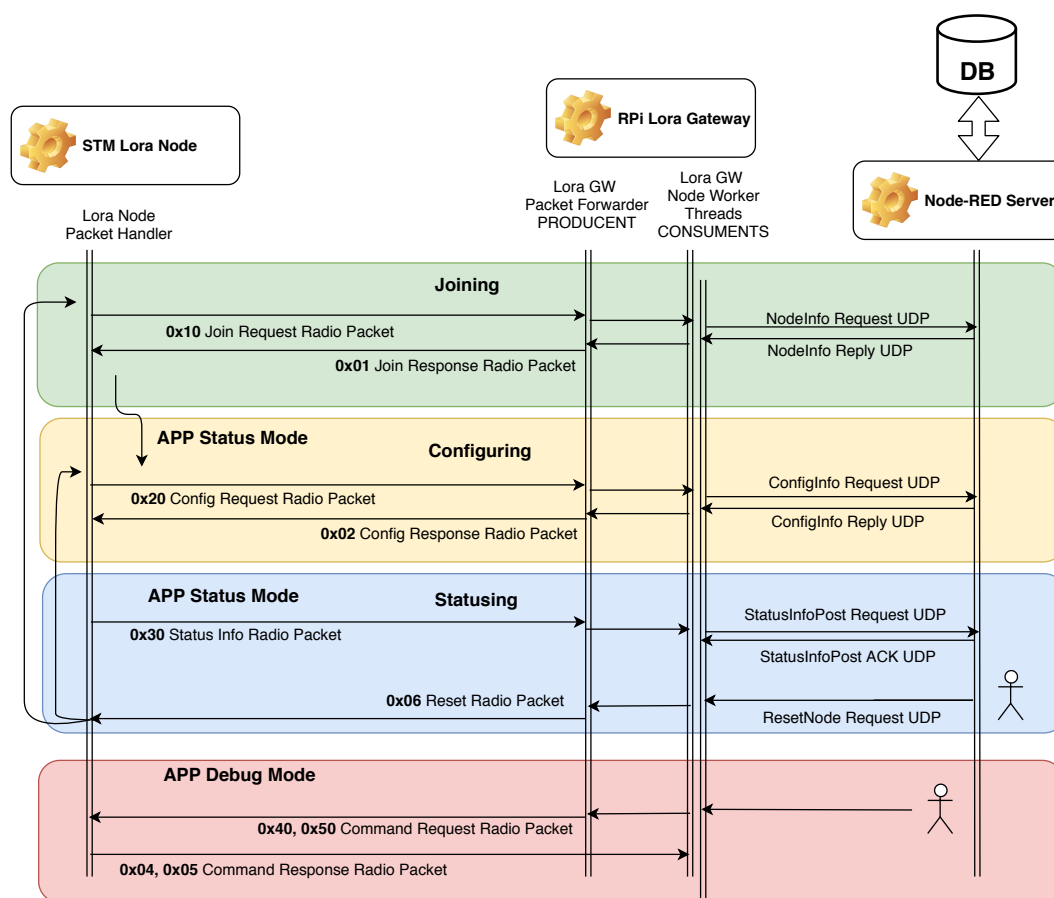 DB
STM Lora Node
RPi Lora Gateway
Node-RED Server
Lora Node
Packet Handler
Lora GW
Packet Forwarder
PRODUCENT
Lora GW
Node Worker
Threads
CONSUMENTS
Joining
0x10 Join Request Radio Packet
NodeInfo Request UDP
0x01 Join Response Radio Packet
NodeInfo Reply UDP
APP Status Mode
Configuring
0x20 Config Request Radio Packet
ConfigInfo Request UDP
0x02 Config Response Radio Packet
ConfigInfo Reply UDP
APP Status Mode
Statusing
0x30 Status Info Radio Packet
StatusInfoPost Request UDP
StatusInfoPost ACK UDP
0x06 Reset Radio Packet
ResetNode Request UDP
APP Debug Mode
0x40, 0x50 Command Request Radio Packet
0x04, 0x05 Command Response Radio Packet